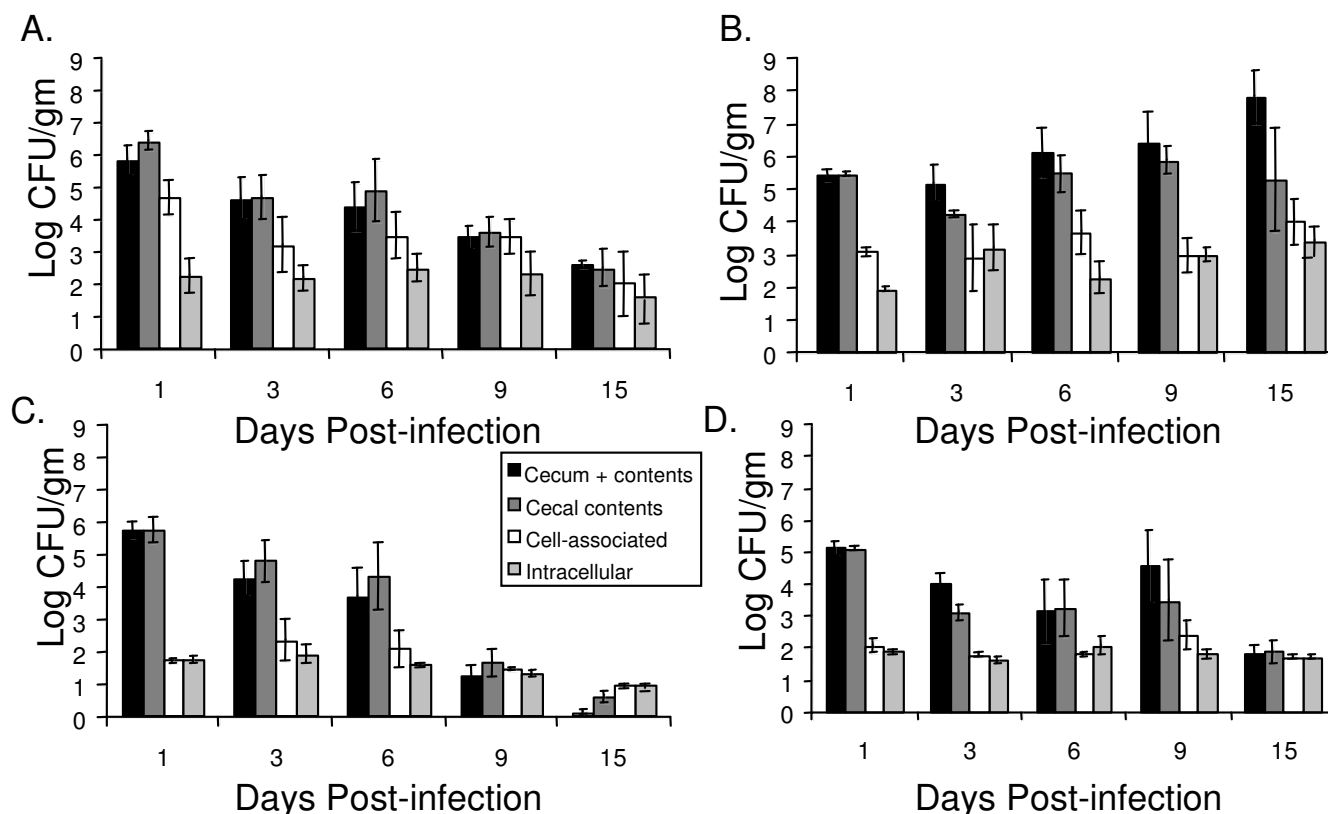 A.
9
8
7
6
5
4
3
2
1
0
Log CFU/gm
1 3 6 9 15
Days Post-infection
B.
9
8
7
6
5
4
3
2
1
0
Log CFU/gm
1 3 6 9 15
Days Post-infection
C.
9
8
7
6
5
4
3
2
1
0
Log CFU/gm
1 3 6 9 15
Days Post-infection
Cecum + contents
Cecal contents
Cell-associated
Intracellular
D.
9
8
7
6
5
4
3
2
1
0
Log CFU/gm
1 3 6 9 15
Days Post-infection